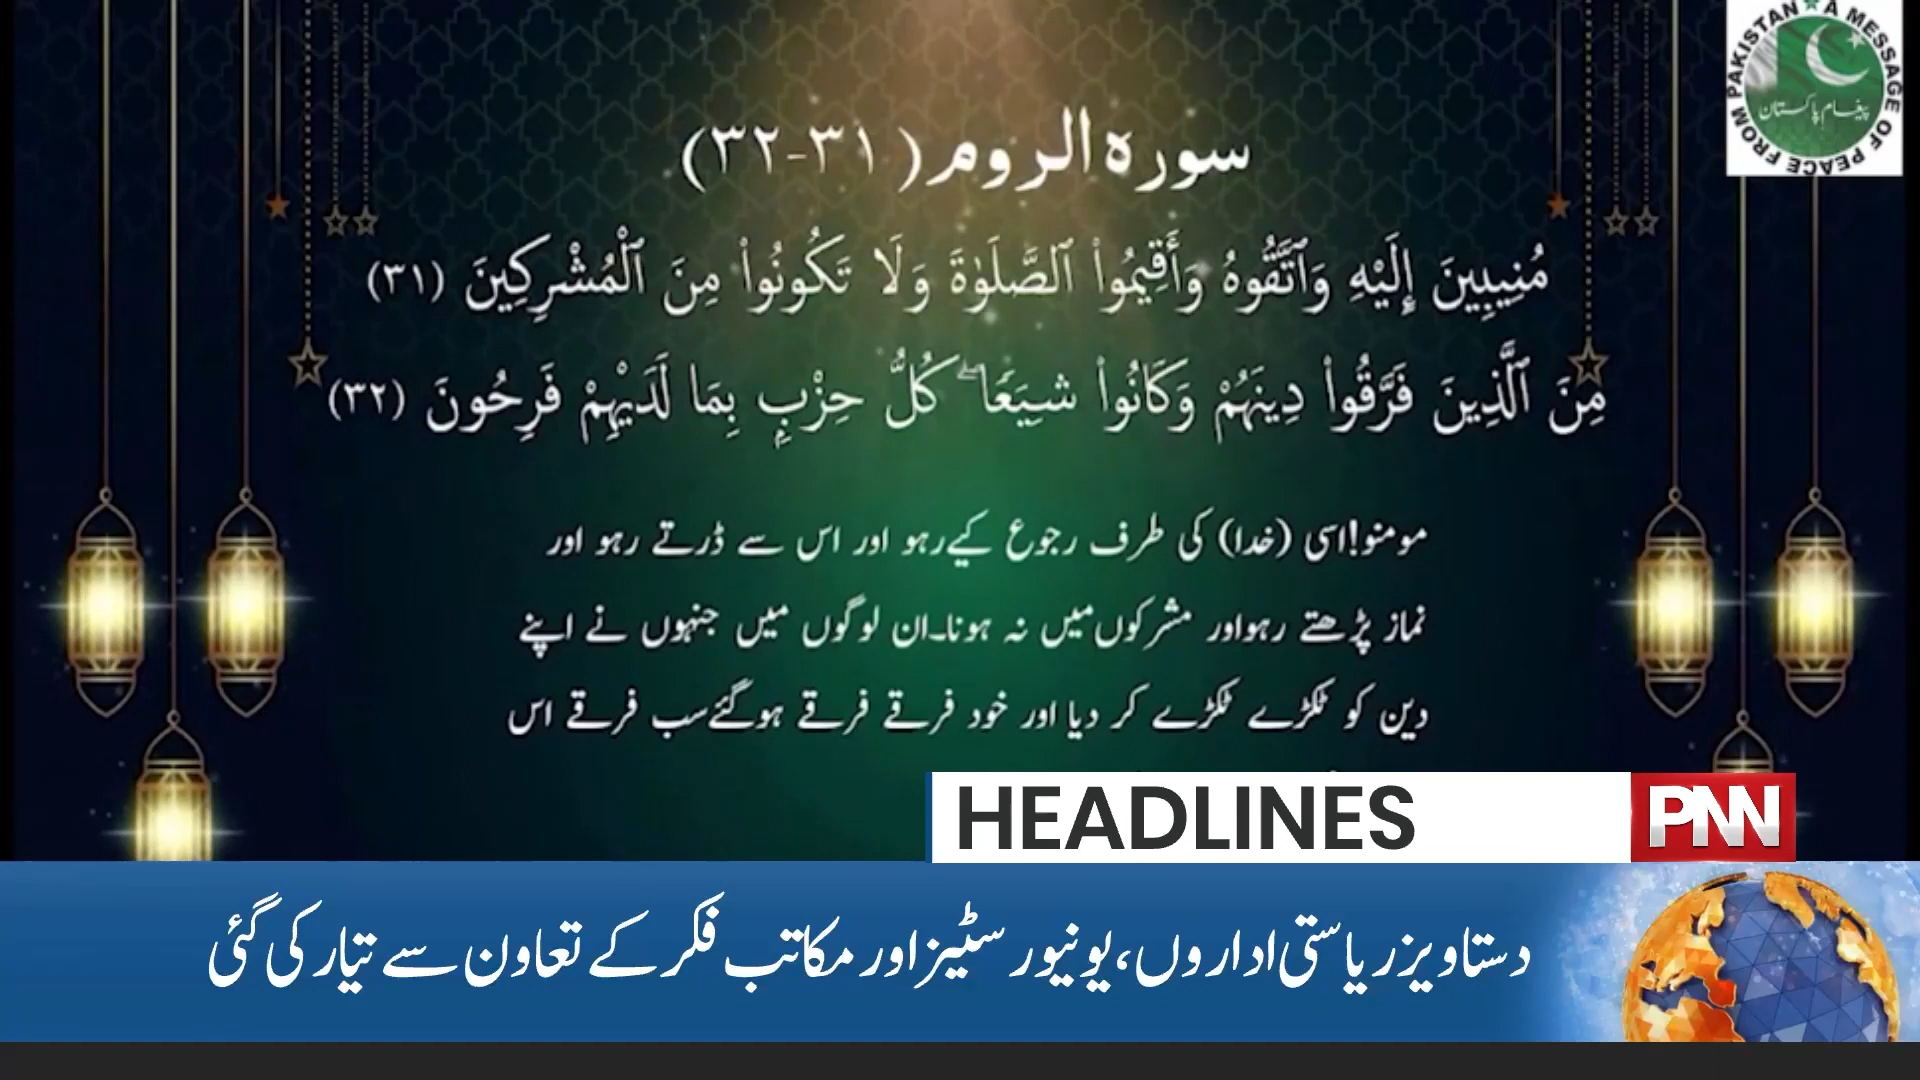 سورہ الروم (۳۱-۳۲)
مُنِيبِينَ إِلَيْهِ وَٱتَّقُوهُ وَأَقِيمُوا۟ ٱلصَّلَوٰةَ وَلَا تَكُونُوا۟ مِنَ ٱلْمُشْرِكِينَ (۳۱)
مِنَ ٱلَّذِينَ فَرَّقُوا۟ دِينَهُمْ وَكَانُوا۟ شِيَعًا ۖ كُلُّ حِزْبٍۭ بِمَا لَدَيْهِمْ فَرِحُونَ (۳۲)
مومنو!اسی (خدا) کی طرف رجوع کیے رہو اور اس سے ڈرتے رہو اور
نماز پڑھتے رہو اور مشرکوں میں نہ ہونا۔ان لوگوں میں جنہوں نے اپنے
دین کو ٹکڑے ٹکڑے کر دیا اور خود فرقے فرقے ہوگئے سب فرقے اس
A MESSAGE OF PEACE FROM PAKISTAN
پیغام پاکستان
HEADLINES
PNN
دستاویز ریاستی اداروں، یونیورسٹیز اور مکاتب فکر کے تعاون سے تیار کی گئی